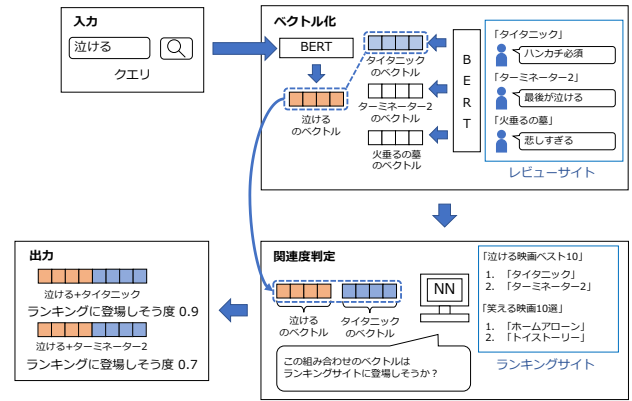 入力
泣ける
クエリ
ベクトル化
BERT
泣ける
のベクトル
タイタニック
のベクトル
ターミネーター2
のベクトル
火垂るの墓
のベクトル
B
E
R
T
「タイタニック」
ハンカチ必須
「ターミネーター2」
最後が泣ける
「火垂るの墓」
悲しすぎる
レビューサイト
関連度判定
泣ける
のベクトル
タイタニック
のベクトル
NN
この組み合わせのベクトルは
ランキングサイトに登場しそうか？
「泣ける映画ベスト10」
1. 「タイタニック」
2. 「ターミネーター2」
「笑える映画10選」
1. 「ホームアローン」
2. 「トイストーリー」
ランキングサイト
出力
泣ける+タイタニック
ランキングに登場しそう度 0.9
泣ける+ターミネーター2
ランキングに登場しそう度 0.7